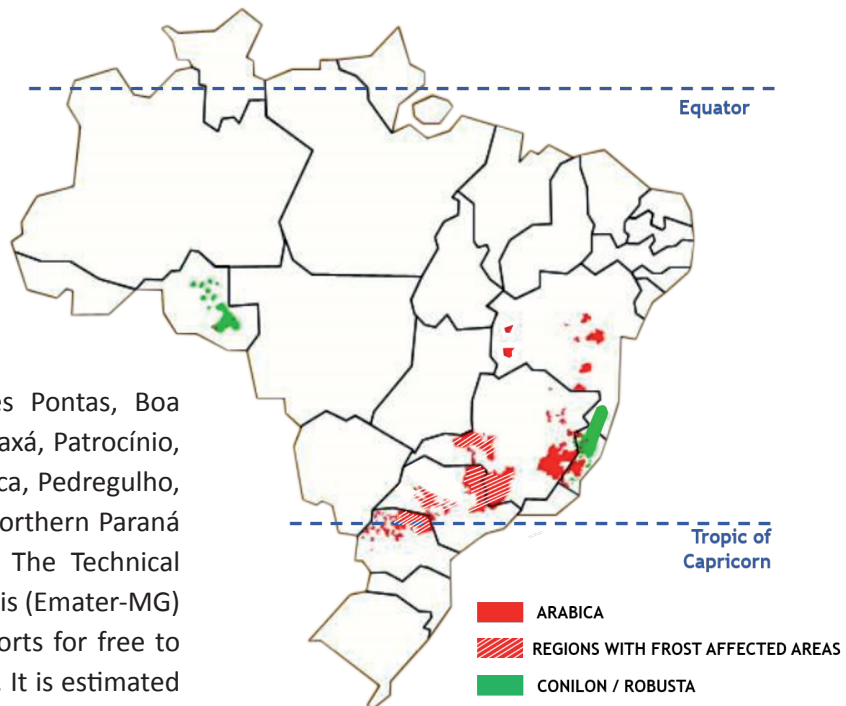 Equator
es Pontas, Boa
axá, Patrocínio,
ca, Pedregulho,
orthern Paraná
The Technical
is (Emater-MG)
orts for free to
. It is estimated
Tropic of
Capricorn
ARABICA
REGIONS WITH FROST AFFECTED AREAS
CONILON / ROBUSTA